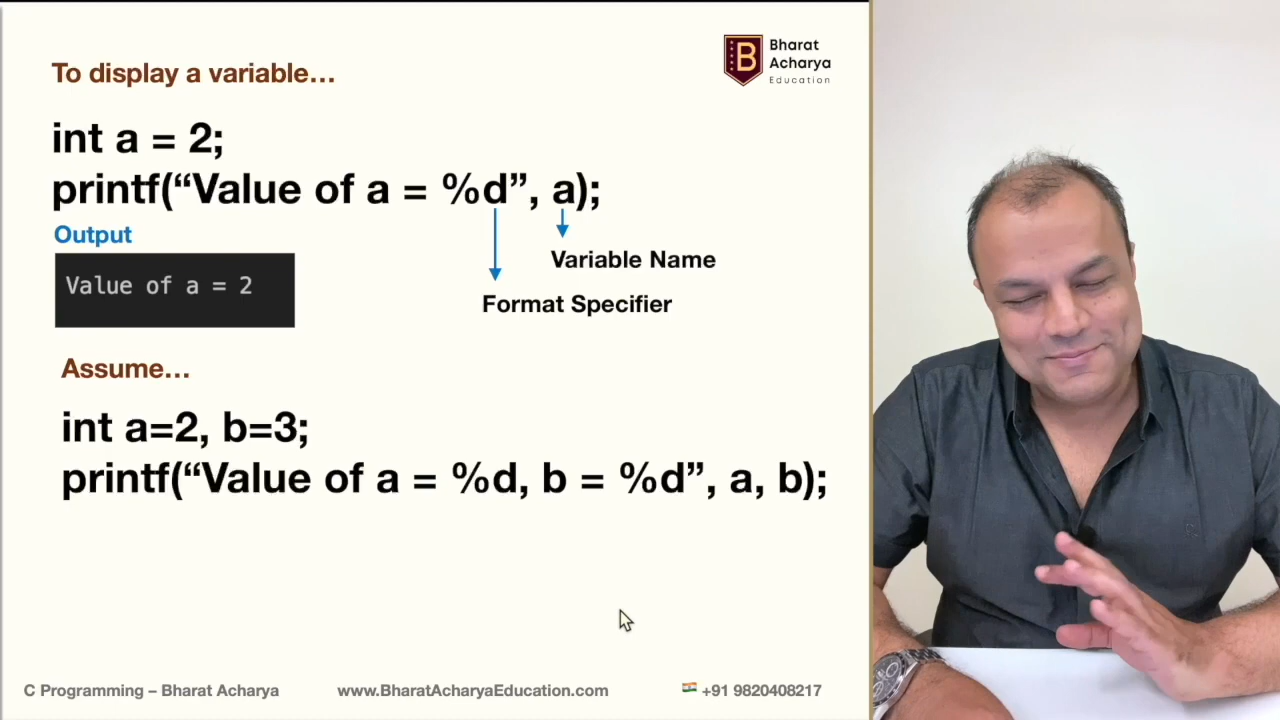 To display a variable…
B
Bharat
Acharya
Education
int a = 2;
printf(“Value of a = %d”, a);
Output
Value of a = 2
Variable Name
Format Specifier
Assume…
int a=2, b=3;
printf(“Value of a = %d, b = %d”, a, b);
C Programming – Bharat Acharya
www.BharatAcharyaEducation.com
+91 9820408217